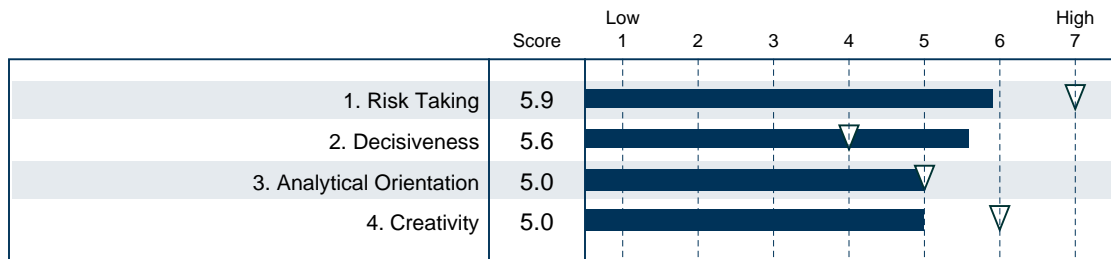 Low High
Score 1 2 3 4 5 6 7
1. Risk Taking 5.9
2. Decisiveness 5.6
3. Analytical Orientation 5.0
4. Creativity 5.0